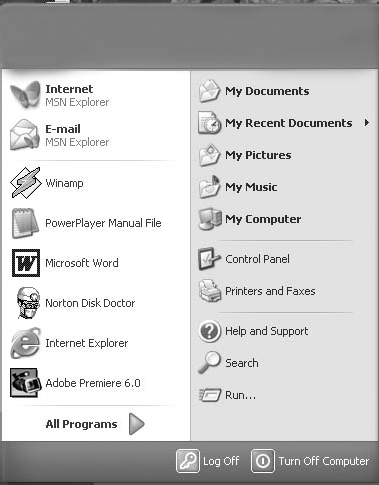 Internet
MSN Explorer
E-mail
MSN Explorer
Winamp
PowerPlayer Manual File
Microsoft Word
Norton Disk Doctor
Internet Explorer
Adobe Premiere 6.0
All Programs
My Documents
My Recent Documents
My Pictures
My Music
My Computer
Control Panel
Printers and Faxes
Help and Support
Search
Run...
Log Off
Turn Off Computer